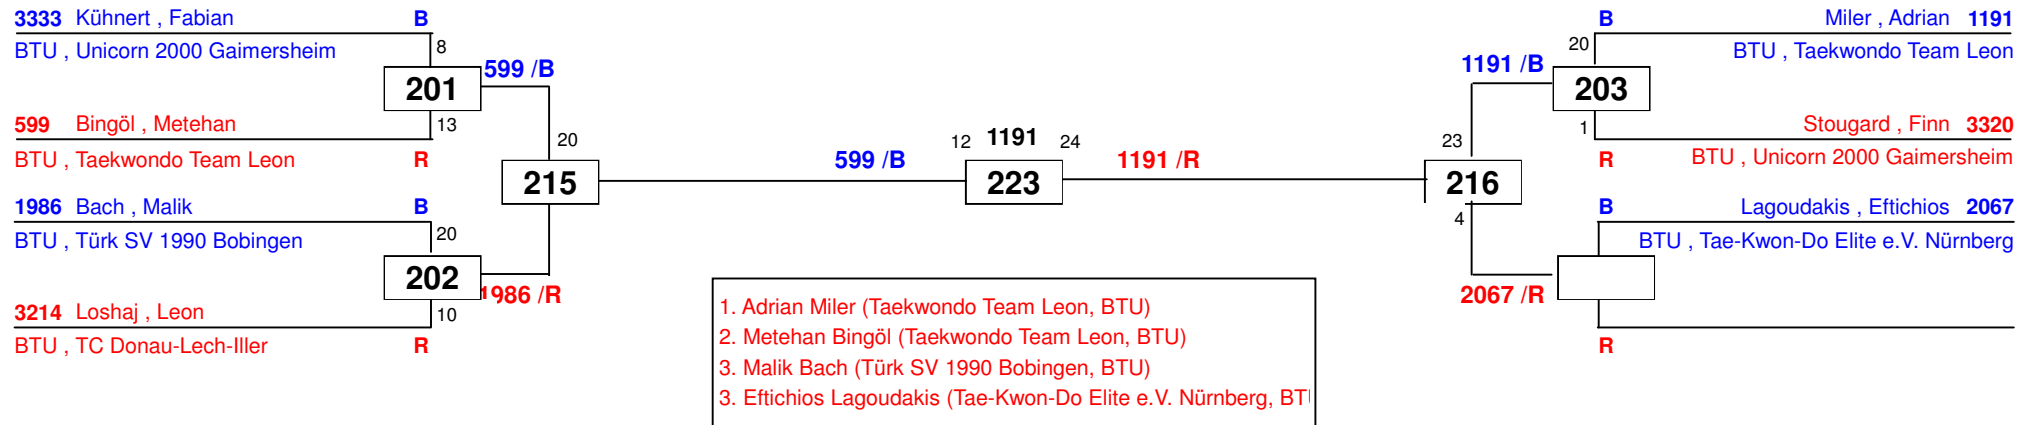 3333 Kühnert , Fabian B
BTU , Unicorn 2000 Gaimersheim
8
201
599 /B
13
599 Bingöl , Metehan
BTU , Taekwondo Team Leon R
20
215
1986 Bach , Malik B
BTU , Türk SV 1990 Bobingen
20
202
1986 /R
10
3214 Loshaj , Leon
BTU , TC Donau-Lech-Iller R
599 /B
12 1191 24
223
1191 /R
B Miler , Adrian 1191
BTU , Taekwondo Team Leon
20
1191 /B
203
1
Stougard , Finn 3320
R BTU , Unicorn 2000 Gaimersheim
23
216
4
B Lagoudakis , Eftichios 2067
BTU , Tae-Kwon-Do Elite e.V. Nürnberg
2067 /R
R
1. Adrian Miler (Taekwondo Team Leon, BTU)
2. Metehan Bingöl (Taekwondo Team Leon, BTU)
3. Malik Bach (Türk SV 1990 Bobingen, BTU)
3. Eftichios Lagoudakis (Tae-Kwon-Do Elite e.V. Nürnberg, BT